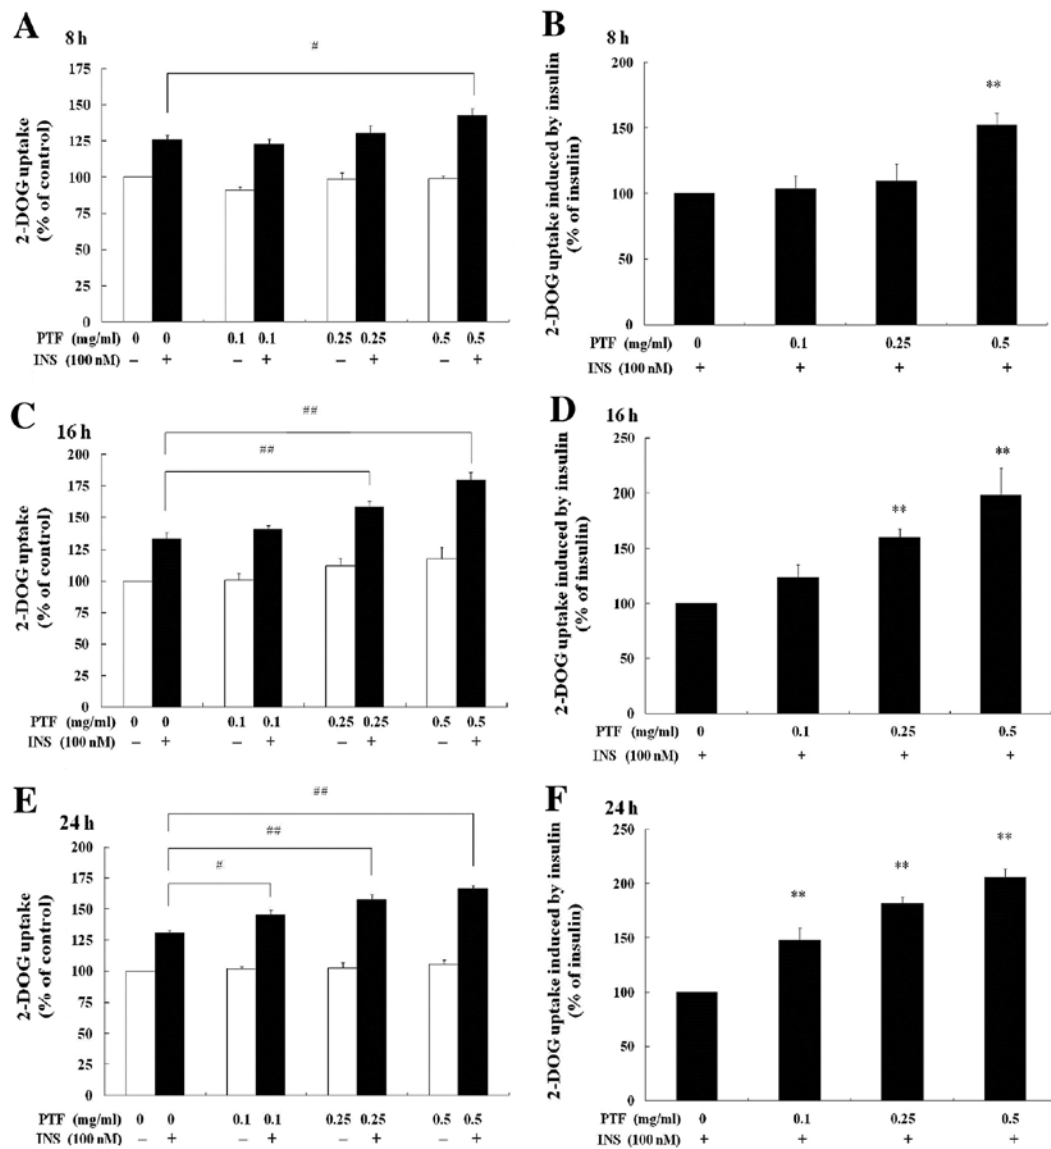 A
8 h
#
2-DOG uptake
(% of control)
175
150
125
100
75
50
25
0
PTF (mg/ml) 0 0 0.1 0.1 0.25 0.25 0.5 0.5
INS (100 nM) – + – + – + – +
B
8 h
**
2-DOG uptake induced by insulin
(% of insulin)
200
150
100
50
0
PTF (mg/ml) 0 0.1 0.25 0.5
INS (100 nM) + + + +
C
16 h
##
##
2-DOG uptake
(% of control)
200
175
150
125
100
75
50
25
0
PTF (mg/ml) 0 0 0.1 0.1 0.25 0.25 0.5 0.5
INS (100 nM) – + – + – + – +
D
16 h
**
**
2-DOG uptake induced by insulin
(% of insulin)
250
200
150
100
50
0
PTF (mg/ml) 0 0.1 0.25 0.5
INS (100 nM) + + + +
E
24 h
##
##
#
2-DOG uptake
(% of control)
200
175
150
125
100
75
50
25
0
PTF (mg/ml) 0 0 0.1 0.1 0.25 0.25 0.5 0.5
INS (100 nM) – + – + – + – +
F
24 h
**
**
**
2-DOG uptake induced by insulin
(% of insulin)
250
200
150
100
50
0
PTF (mg/ml) 0 0.1 0.25 0.5
INS (100 nM) + + + +